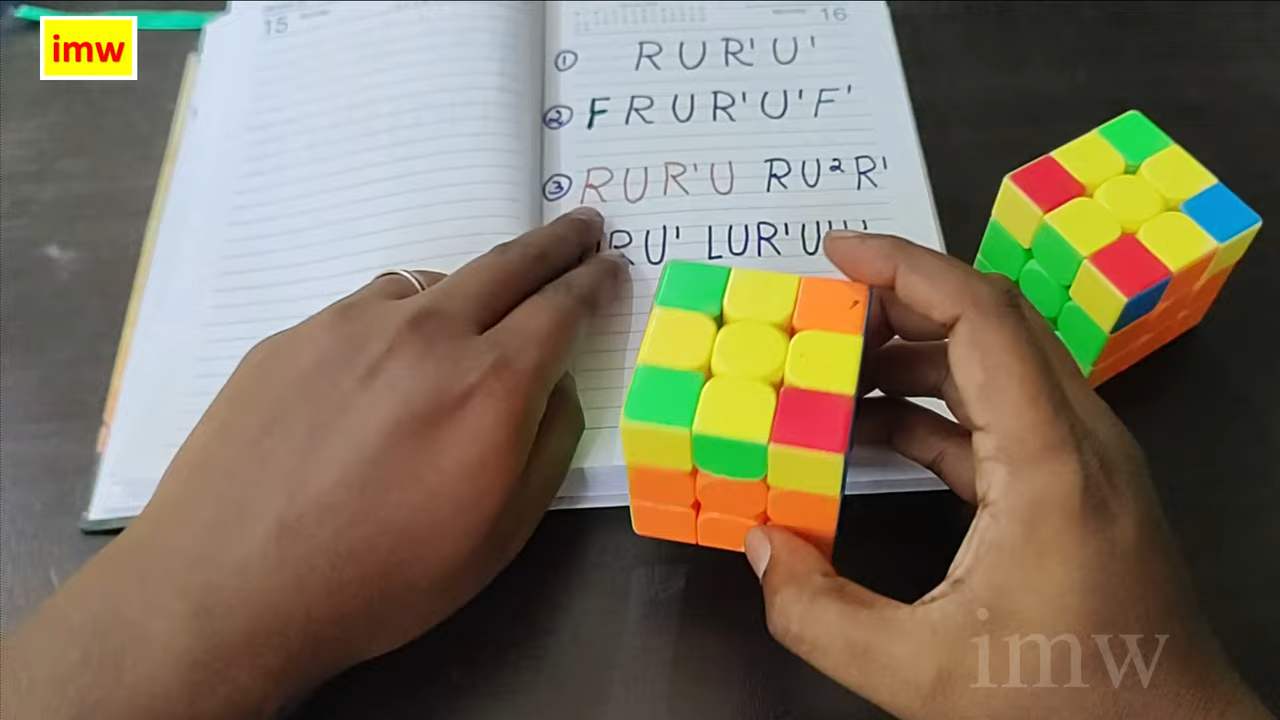 imw
15
16
① R U R' U'
② F R U R' U' F'
③ R U R' U R U² R'
R U' L U R' U'
imw